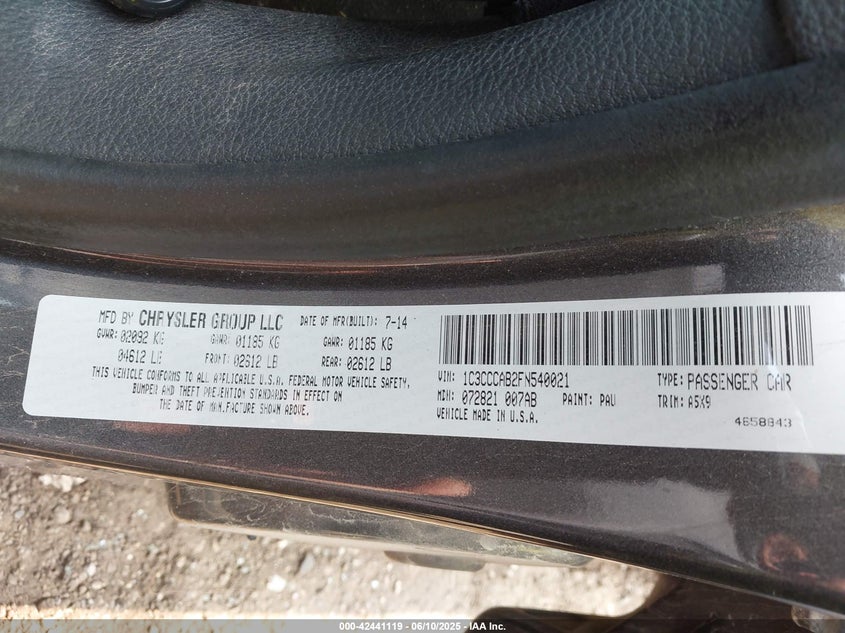 MFD BY CHRYSLER GROUP LLC DATE OF MFR(BUILT): 7-14
GVWR: 02092 KG GAWR: 01185 KG GAWR: 01185 KG
04612 LB FRONT: 02612 LB REAR: 02612 LB
THIS VEHICLE CONFORMS TO ALL APPLICABLE U.S.A. FEDERAL MOTOR VEHICLE SAFETY,
BUMPER AND THEFT PREVENTION STANDARDS IN EFFECT ON
THE DATE OF MANUFACTURE SHOWN ABOVE.
VIN: 1C3CCCAB2FN540021 TYPE: PASSENGER CAR
MDH: 072821 007AB PAINT: PAU TRIM: A5X9
VEHICLE MADE IN U.S.A. 4658843
000-42441119 | 06/10/2025 - IAA Inc.